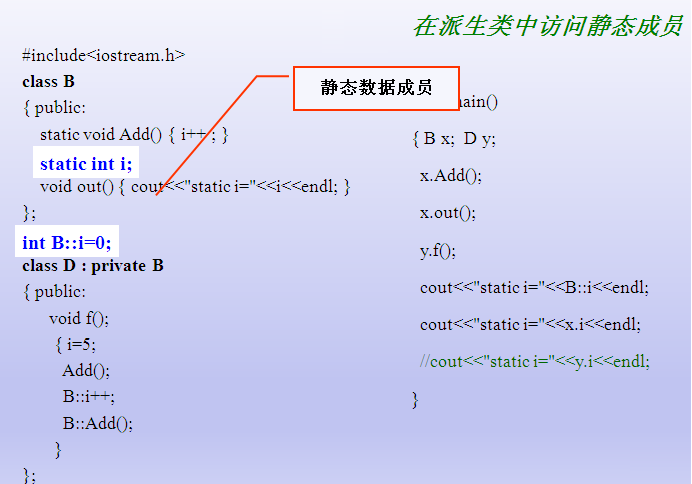 在派生类中访问静态成员
#include<iostream.h>
class B
{ public:
static void Add() { i++ ; }
static int i;
void out() { cout<<"static i="<<i<<endl; }
};
int B::i=0;
class D : private B
{ public:
void f();
{ i=5;
Add();
B::i++;
B::Add();
}
};
静态数据成员
main()
{ B x; D y;
x.Add();
x.out();
y.f();
cout<<"static i="<<B::i<<endl;
cout<<"static i="<<x.i<<endl;
//cout<<"static i="<<y.i<<endl;
}